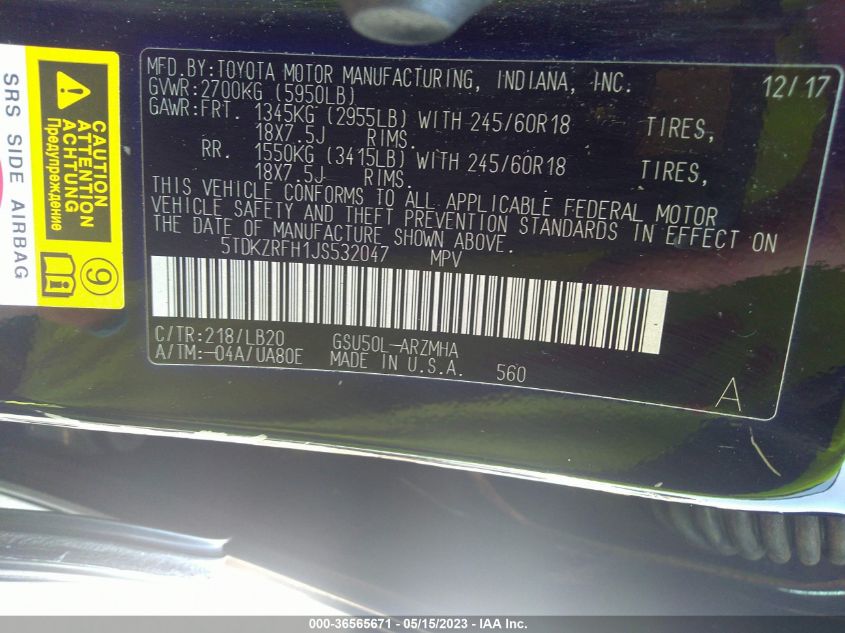 MFD.BY:TOYOTA MOTOR MANUFACTURING, INDIANA, INC. 12/17
GVWR:2700KG (5950LB)
GAWR:FRT. 1345KG (2955LB) WITH 245/60R18 TIRES,
18X7.5J RIMS.
RR. 1550KG (3415LB) WITH 245/60R18 TIRES,
18X7.5J RIMS.
THIS VEHICLE CONFORMS TO ALL APPLICABLE FEDERAL MOTOR
VEHICLE SAFETY AND THEFT PREVENTION STANDARDS IN EFFECT ON
THE DATE OF MANUFACTURE SHOWN ABOVE.
5TDKZRFH1JS532047 MPV
C/TR:218/LB20 GSU50L-ARZMHA
A/TM:-04A/UA80E MADE IN U.S.A. 560
A
SRS SIDE AIRBAG
CAUTION
ATTENTION
ACHTUNG
Предупреждение
9
000-36565671 - 05/15/2023 - IAA Inc.